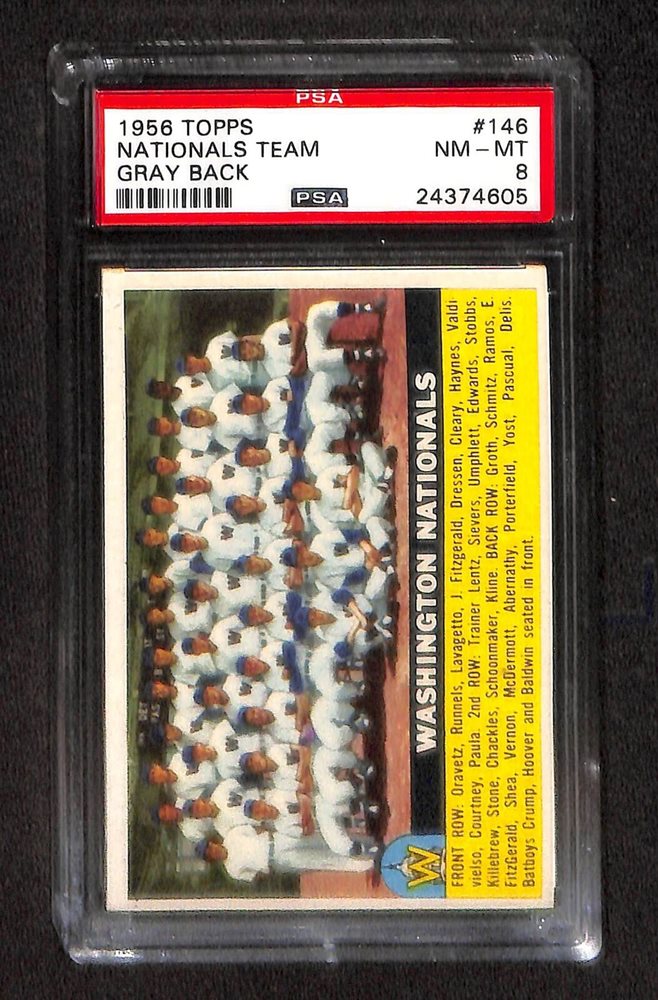 PSA
1956 TOPPS #146
NATIONALS TEAM NM – MT
GRAY BACK 8
PSA 24374605
WASHINGTON NATIONALS
W
FRONT ROW: Oravetz, Runnels, Lavagetto, J. Fitzgerald, Dressen, Cleary, Haynes, Valdi-
vielso, Courtney, Paula. 2nd ROW: Trainer Lentz, Sievers, Umphlett, Edwards, Stobbs,
Killebrew, Stone, Chackles, Schoonmaker, Kline. BACK ROW: Groth, Schmitz, Ramos, E.
FitzGerald, Shea, Vernon, McDermott, Abernathy, Porterfield, Yost, Pascual, Delis.
Batboys Crump, Hoover and Baldwin seated in front.